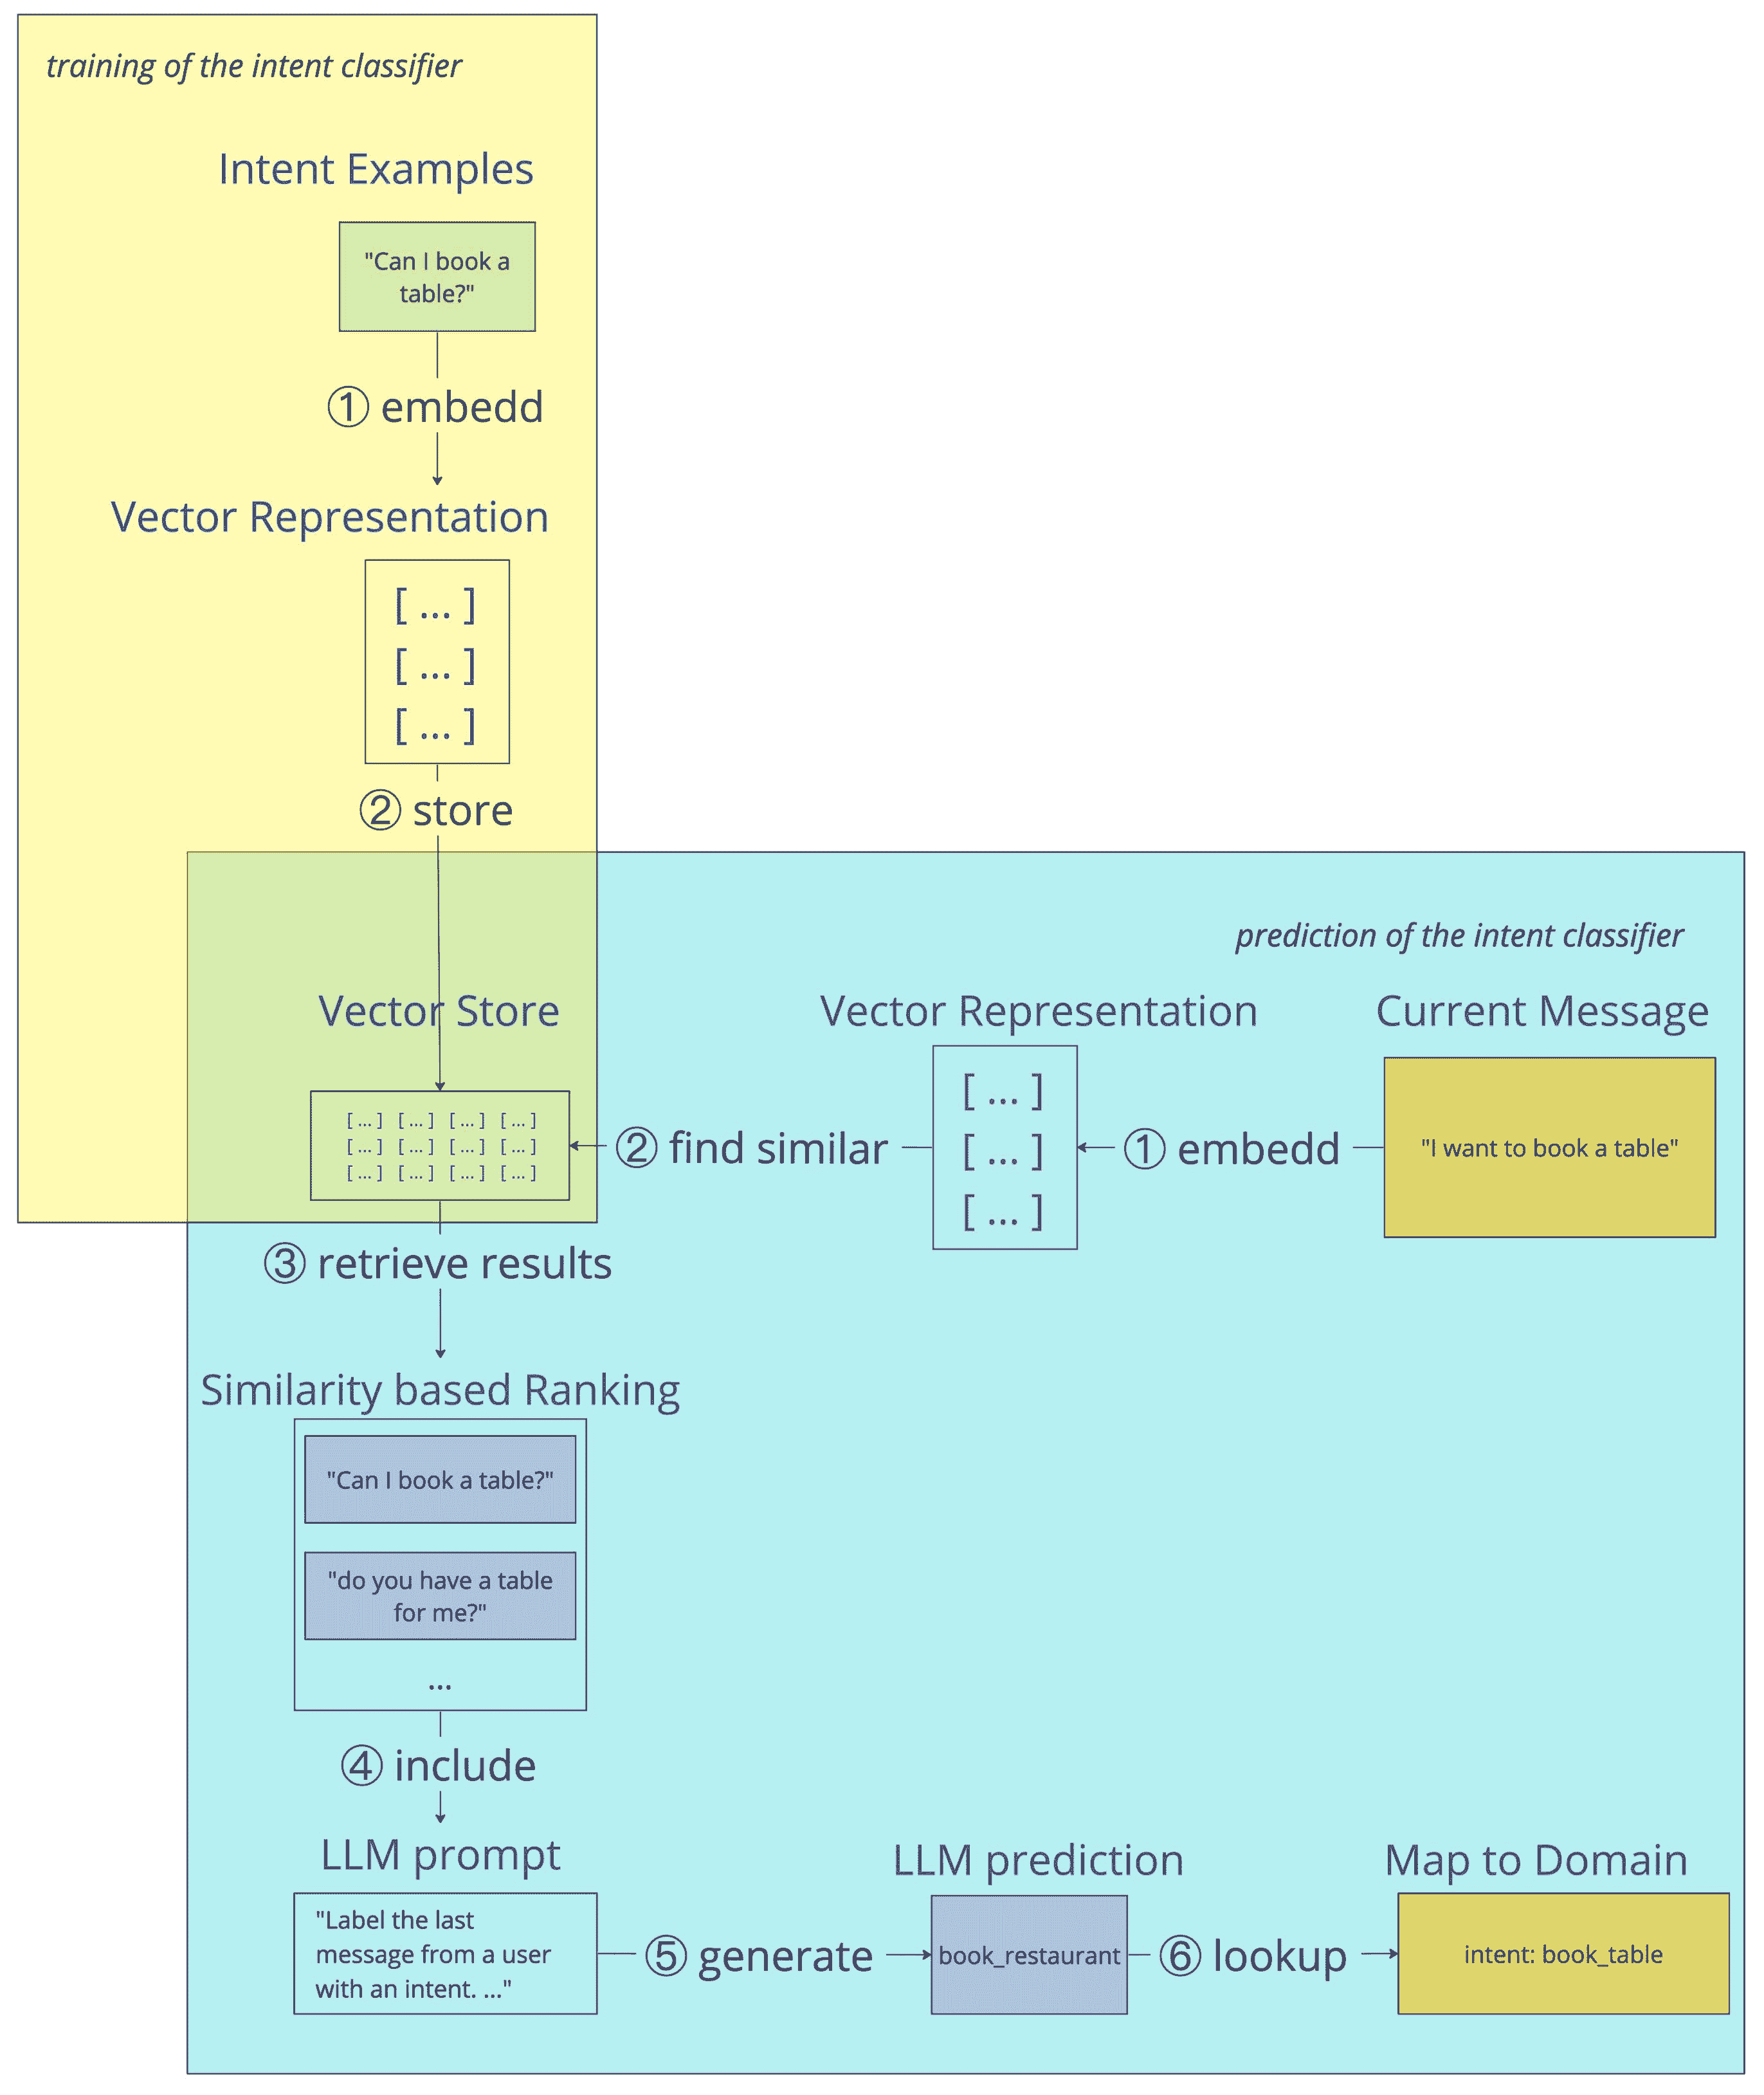 training of the intent classifier
Intent Examples
"Can I book a
table?"
① embedd
Vector Representation
[ ... ]
[ ... ]
[ ... ]
② store
prediction of the intent classifier
Vector Store
Vector Representation
Current Message
[ ... ] [ ... ] [ ... ] [ ... ]
[ ... ] [ ... ] [ ... ] [ ... ]
[ ... ] [ ... ] [ ... ] [ ... ]
② find similar
[ ... ]
[ ... ]
[ ... ]
① embedd
"I want to book a table"
③ retrieve results
Similarity based Ranking
"Can I book a table?"
"do you have a table
for me?"
...
④ include
LLM prompt
LLM prediction
Map to Domain
"Label the last
message from a user
with an intent. ..."
⑤ generate
book_restaurant
⑥ lookup
intent: book_table